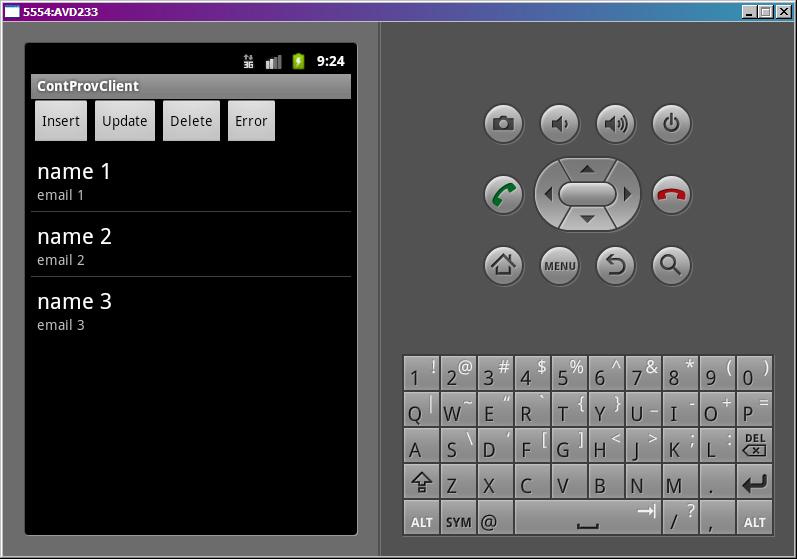 5554:AVD233
3G 9:24
ContProvClient
Insert Update Delete Error
name 1
email 1
name 2
email 2
name 3
email 3
MENU
1 ! 2 @ 3 # 4 $ 5 % 6 ^ 7 & 8 * 9 ( 0 )
Q | W ~ E " R ` T { Y } U _ I - O + P =
A S \ D ' F [ G ] H < J > K ; L : DEL
Z X C V B N M .
ALT SYM @ / ? , ALT